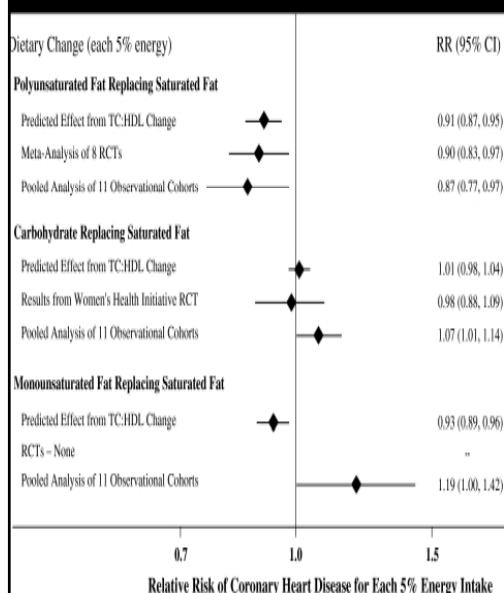 Dietary Change (each 5% energy) RR (95% CI)
Polyunsaturated Fat Replacing Saturated Fat
Predicted Effect from TC:HDL Change 0.91 (0.87, 0.95)
Meta-Analysis of 8 RCTs 0.90 (0.83, 0.97)
Pooled Analysis of 11 Observational Cohorts 0.87 (0.77, 0.97)
Carbohydrate Replacing Saturated Fat
Predicted Effect from TC:HDL Change 1.01 (0.98, 1.04)
Results from Women's Health Initiative RCT 0.98 (0.88, 1.09)
Pooled Analysis of 11 Observational Cohorts 1.07 (1.01, 1.14)
Monounsaturated Fat Replacing Saturated Fat
Predicted Effect from TC:HDL Change 0.93 (0.89, 0.96)
RCTs – None ,,
Pooled Analysis of 11 Observational Cohorts 1.19 (1.00, 1.42)
0.7 1.0 1.5
Relative Risk of Coronary Heart Disease for Each 5% Energy Intake